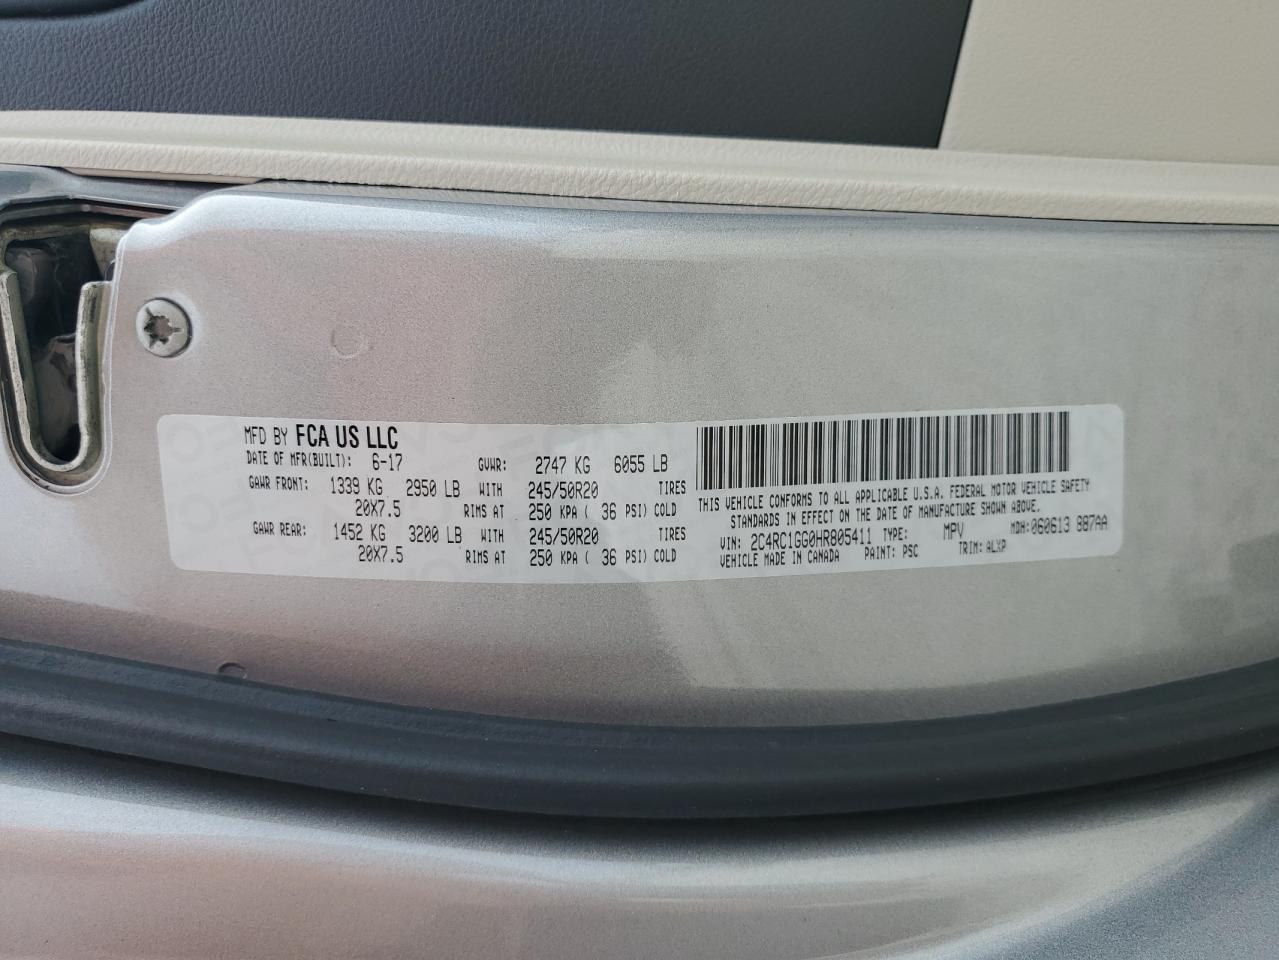 MFD BY FCA US LLC
DATE OF MFR(BUILT): 6-17 GVWR: 2747 KG 6055 LB
GAWR FRONT: 1339 KG 2950 LB WITH 245/50R20 TIRES
20X7.5 RIMS AT 250 KPA ( 36 PSI) COLD
GAWR REAR: 1452 KG 3200 LB WITH 245/50R20 TIRES
20X7.5 RIMS AT 250 KPA ( 36 PSI) COLD
THIS VEHICLE CONFORMS TO ALL APPLICABLE U.S.A. FEDERAL MOTOR VEHICLE SAFETY
STANDARDS IN EFFECT ON THE DATE OF MANUFACTURE SHOWN ABOVE.
VIN: 2C4RC1GG0HR805411 TYPE: MPV MDH: 060613 887AA
VEHICLE MADE IN CANADA PAINT: PSC TRIM: ALXP